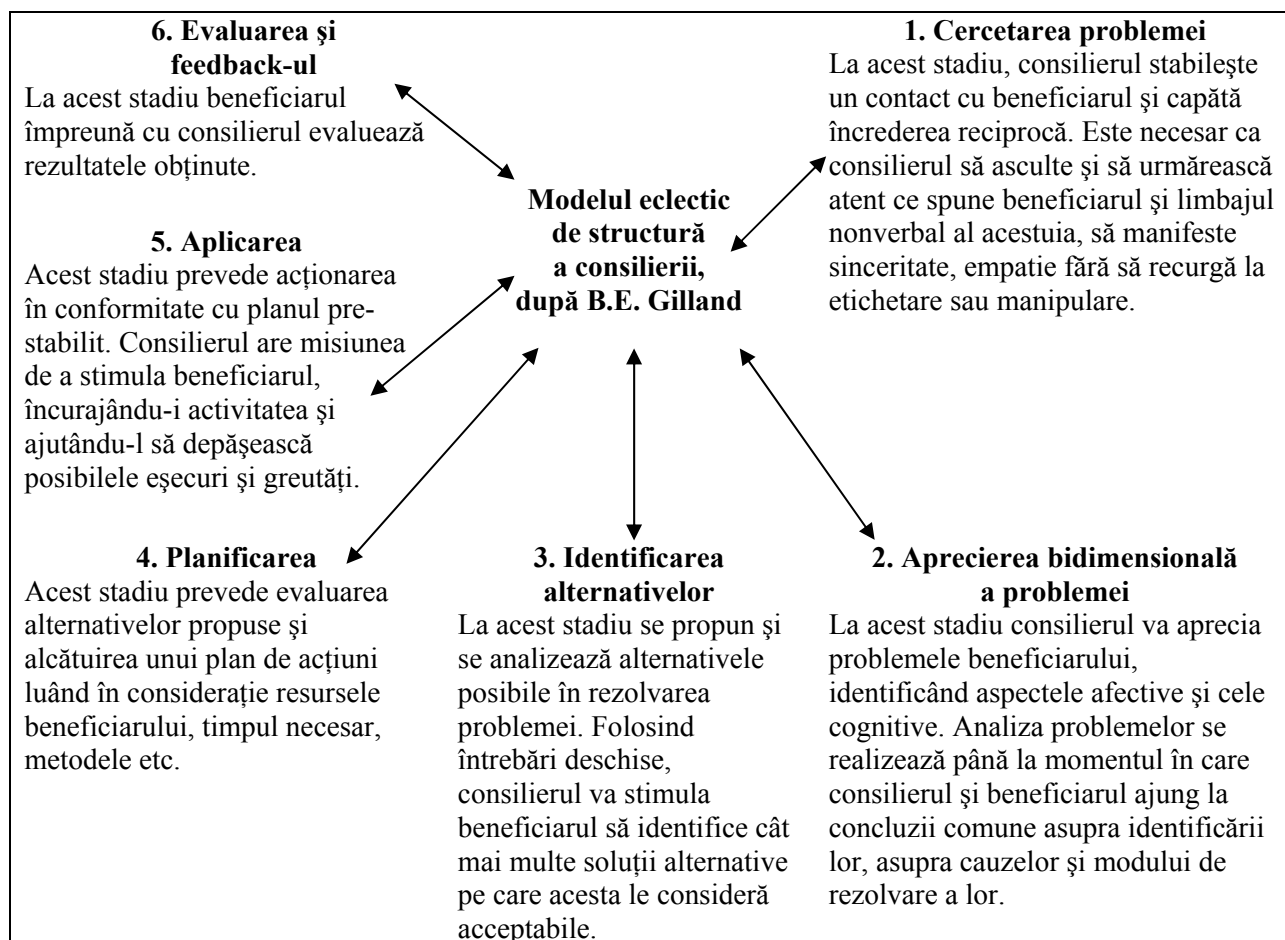 6. Evaluarea şi
feedback-ul
La acest stadiu beneficiarul
împreună cu consilierul evaluează
rezultatele obţinute.
1. Cercetarea problemei
La acest stadiu, consilierul stabileşte
un contact cu beneficiarul şi capătă
încrederea reciprocă. Este necesar ca
consilierul să asculte şi să urmărească
atent ce spune beneficiarul şi limbajul
nonverbal al acestuia, să manifeste
sinceritate, empatie fără să recurgă la
etichetare sau manipulare.
Modelul eclectic
de structură
a consilierii,
după B.E. Gilland
5. Aplicarea
Acest stadiu prevede acţionarea
în conformitate cu planul pre-
stabilit. Consilierul are misiunea
de a stimula beneficiarul,
încurajându-i activitatea şi
ajutându-l să depăşească
posibilele eşecuri şi greutăţi.
4. Planificarea
Acest stadiu prevede evaluarea
alternativelor propuse şi
alcătuirea unui plan de acţiuni
luând în consideraţie resursele
beneficiarului, timpul necesar,
metodele etc.
3. Identificarea
alternativelor
La acest stadiu se propun şi
se analizează alternativele
posibile în rezolvarea
problemei. Folosind
întrebări deschise,
consilierul va stimula
beneficiarul să identifice cât
mai multe soluţii alternative
pe care acesta le consideră
acceptabile.
2. Aprecierea bidimensională
a problemei
La acest stadiu consilierul va aprecia
problemele beneficiarului,
identificând aspectele afective şi cele
cognitive. Analiza problemelor se
realizează până la momentul în care
consilierul şi beneficiarul ajung la
concluzii comune asupra identificării
lor, asupra cauzelor şi modului de
rezolvare a lor.